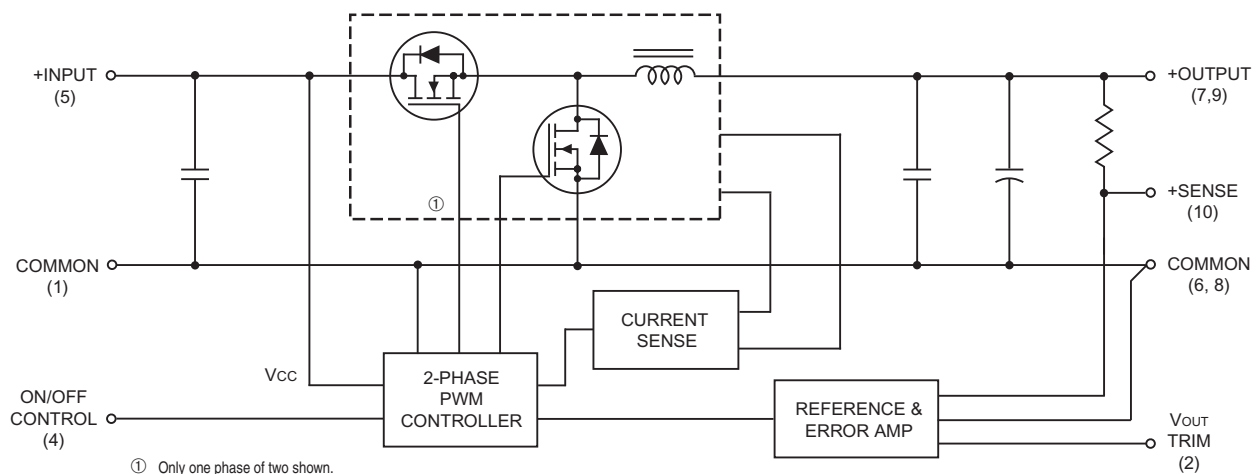 +INPUT
(5)
+OUTPUT
(7,9)
①
+SENSE
(10)
COMMON
(1)
COMMON
(6, 8)
CURRENT
SENSE
VCC
2-PHASE
PWM
CONTROLLER
ON/OFF
CONTROL
(4)
REFERENCE &
ERROR AMP
VOUT
TRIM
(2)
① Only one phase of two shown.